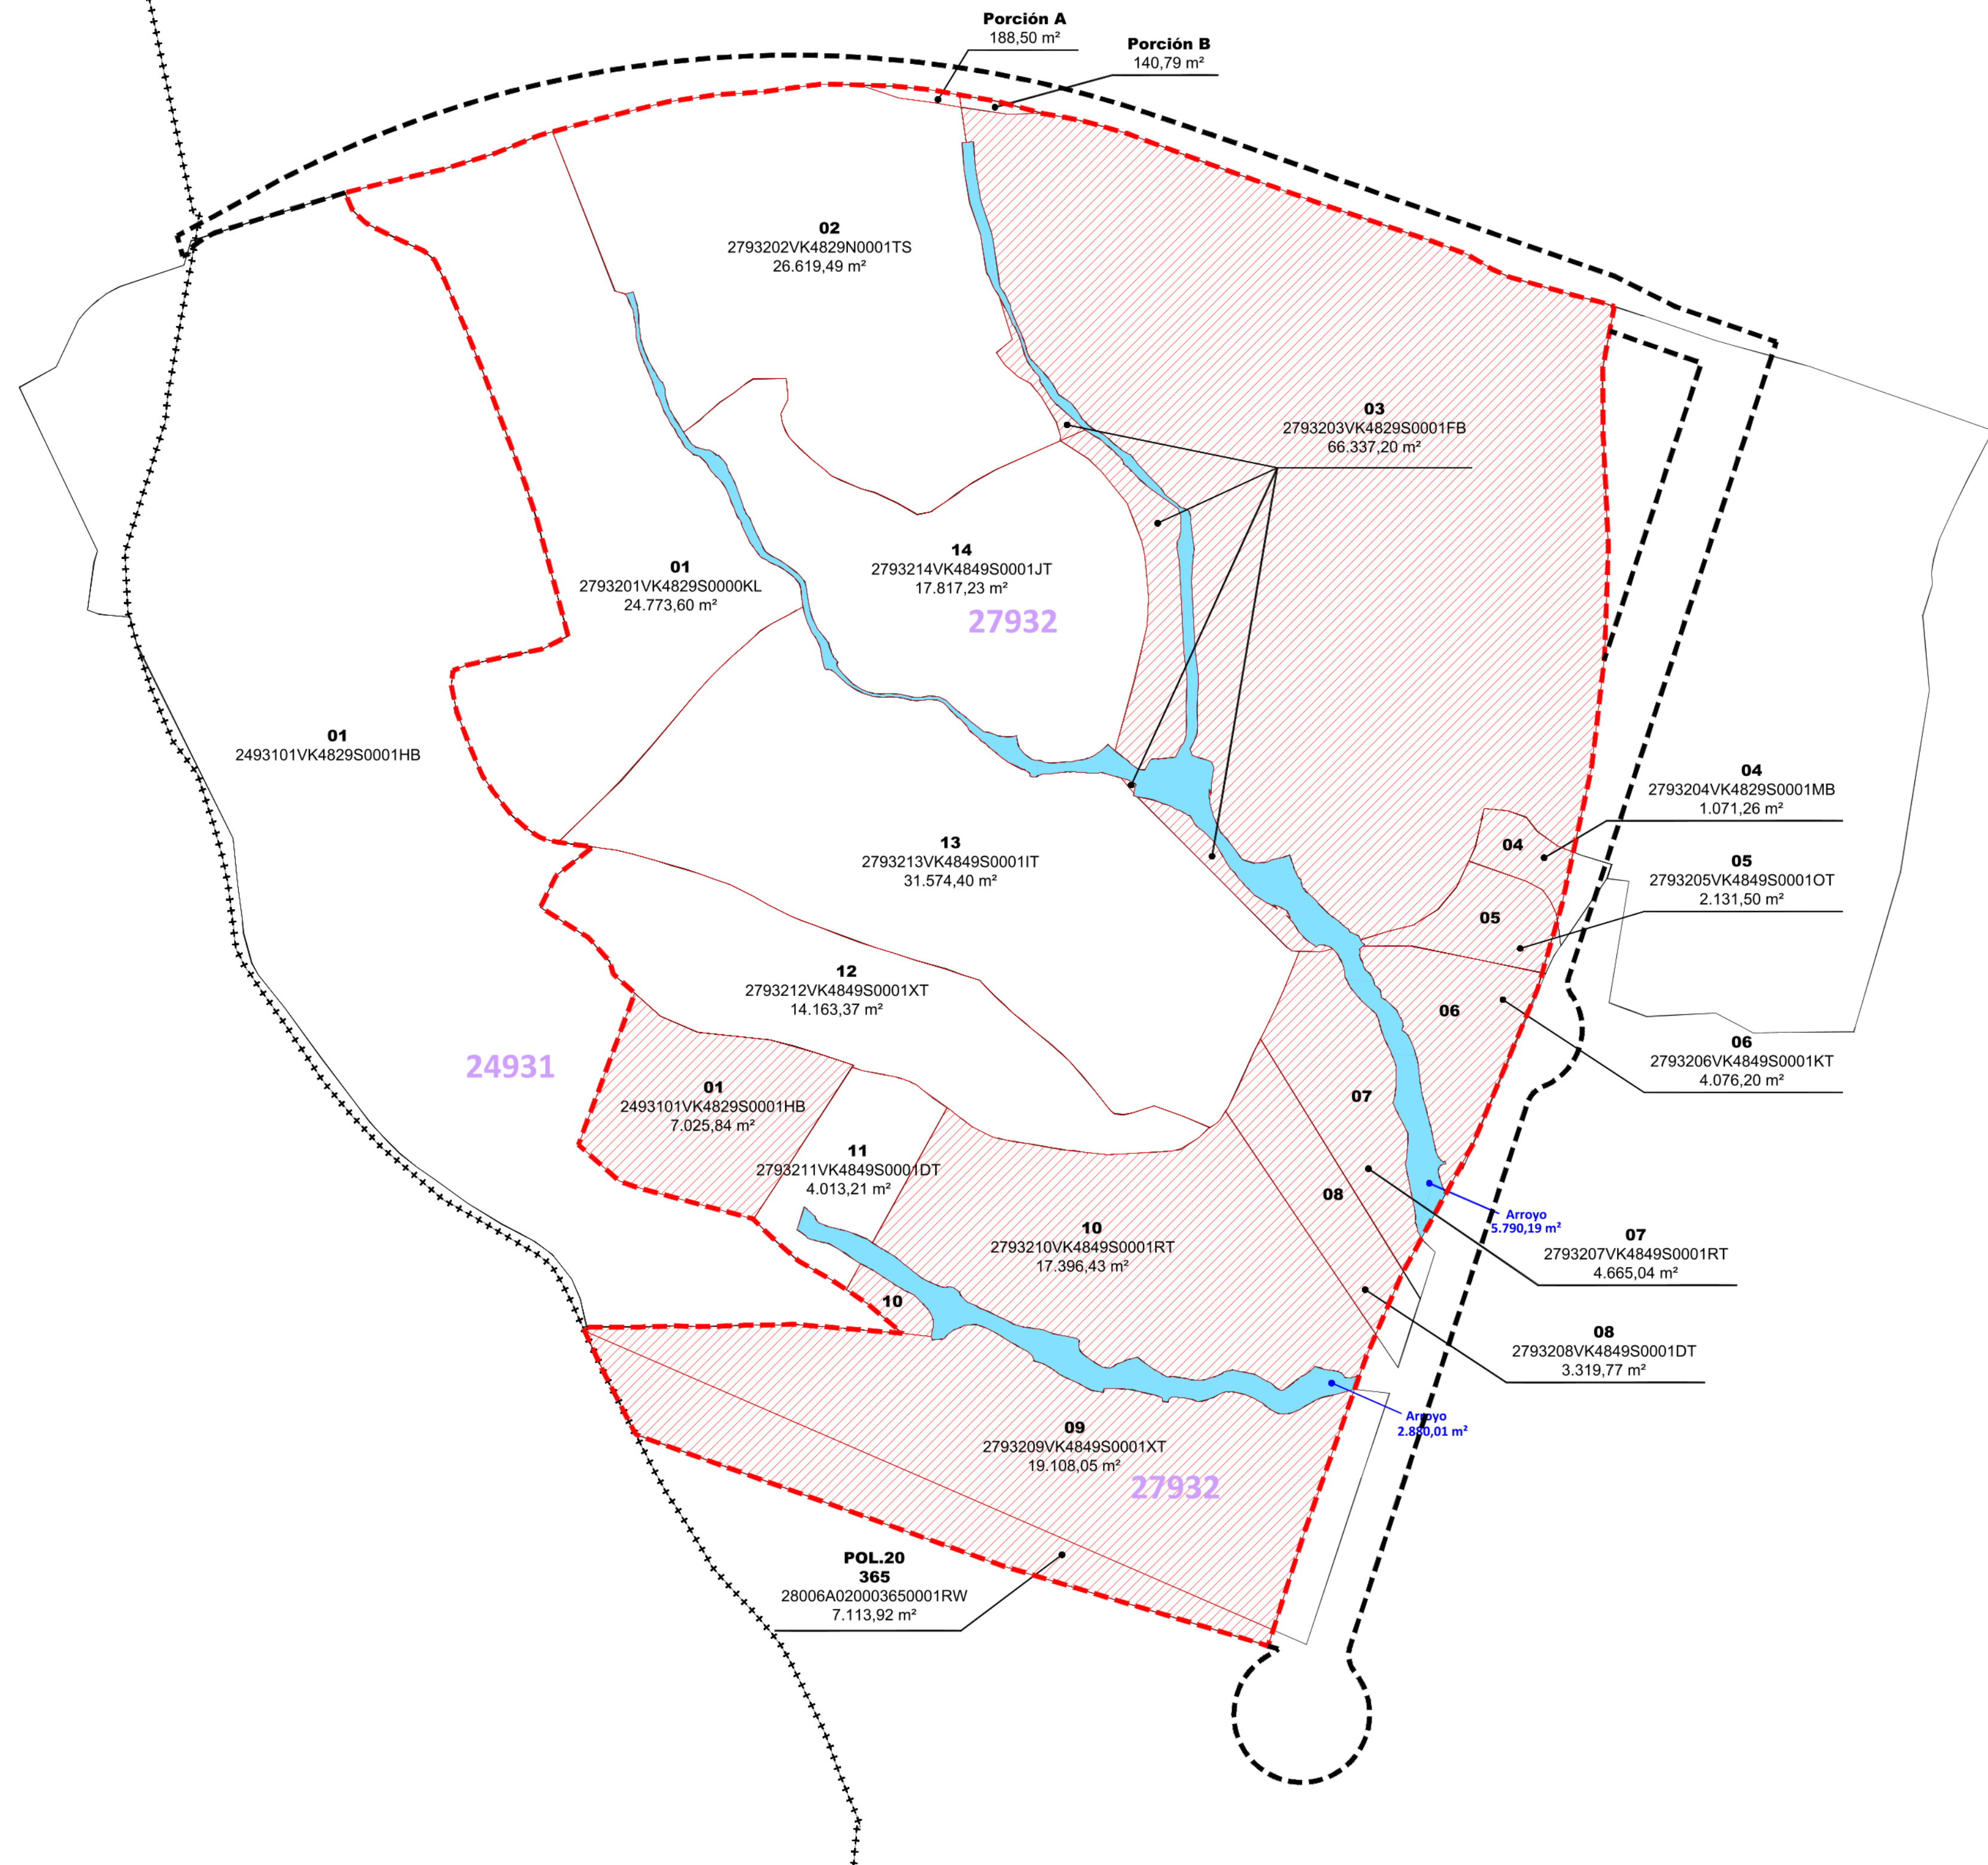 Porción A
188,50 m²
Porción B
140,79 m²
02
2793202VK4829N0001TS
26.619,49 m²
03
2793203VK4829S0001FB
66.337,20 m²
14
2793214VK4849S0001JT
17.817,23 m²
27932
01
2793201VK4829S0000KL
24.773,60 m²
01
2493101VK4829S0001HB
04
2793204VK4829S0001MB
1.071,26 m²
04
05
2793205VK4849S0001OT
2.131,50 m²
05
13
2793213VK4849S0001IT
31.574,40 m²
12
2793212VK4849S0001XT
14.163,37 m²
06
06
2793206VK4849S0001KT
4.076,20 m²
24931
01
2493101VK4829S0001HB
7.025,84 m²
07
11
2793211VK4849S0001DT
4.013,21 m²
08
Arroyo
5.790,19 m²
10
2793210VK4849S0001RT
17.396,43 m²
07
2793207VK4849S0001RT
4.665,04 m²
10
08
2793208VK4849S0001DT
3.319,77 m²
Arroyo
2.880,01 m²
09
2793209VK4849S0001XT
19.108,05 m²
27932
POL.20
365
28006A020003650001RW
7.113,92 m²